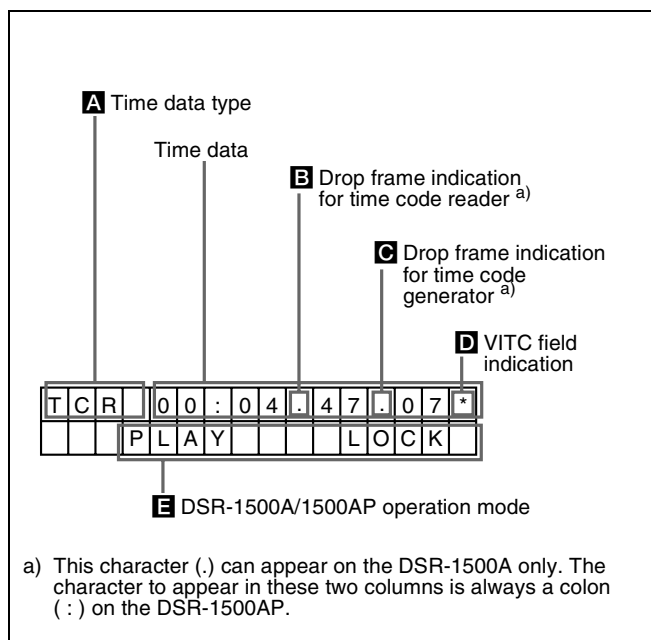 A Time data type
Time data
B Drop frame indication
for time code reader a)
C Drop frame indication
for time code
generator a)
D VITC field
indication
TCR 00:04.47.07*
PLAY LOCK
E DSR-1500A/1500AP operation mode
a) This character (.) can appear on the DSR-1500A only. The
character to appear in these two columns is always a colon
( : ) on the DSR-1500AP.